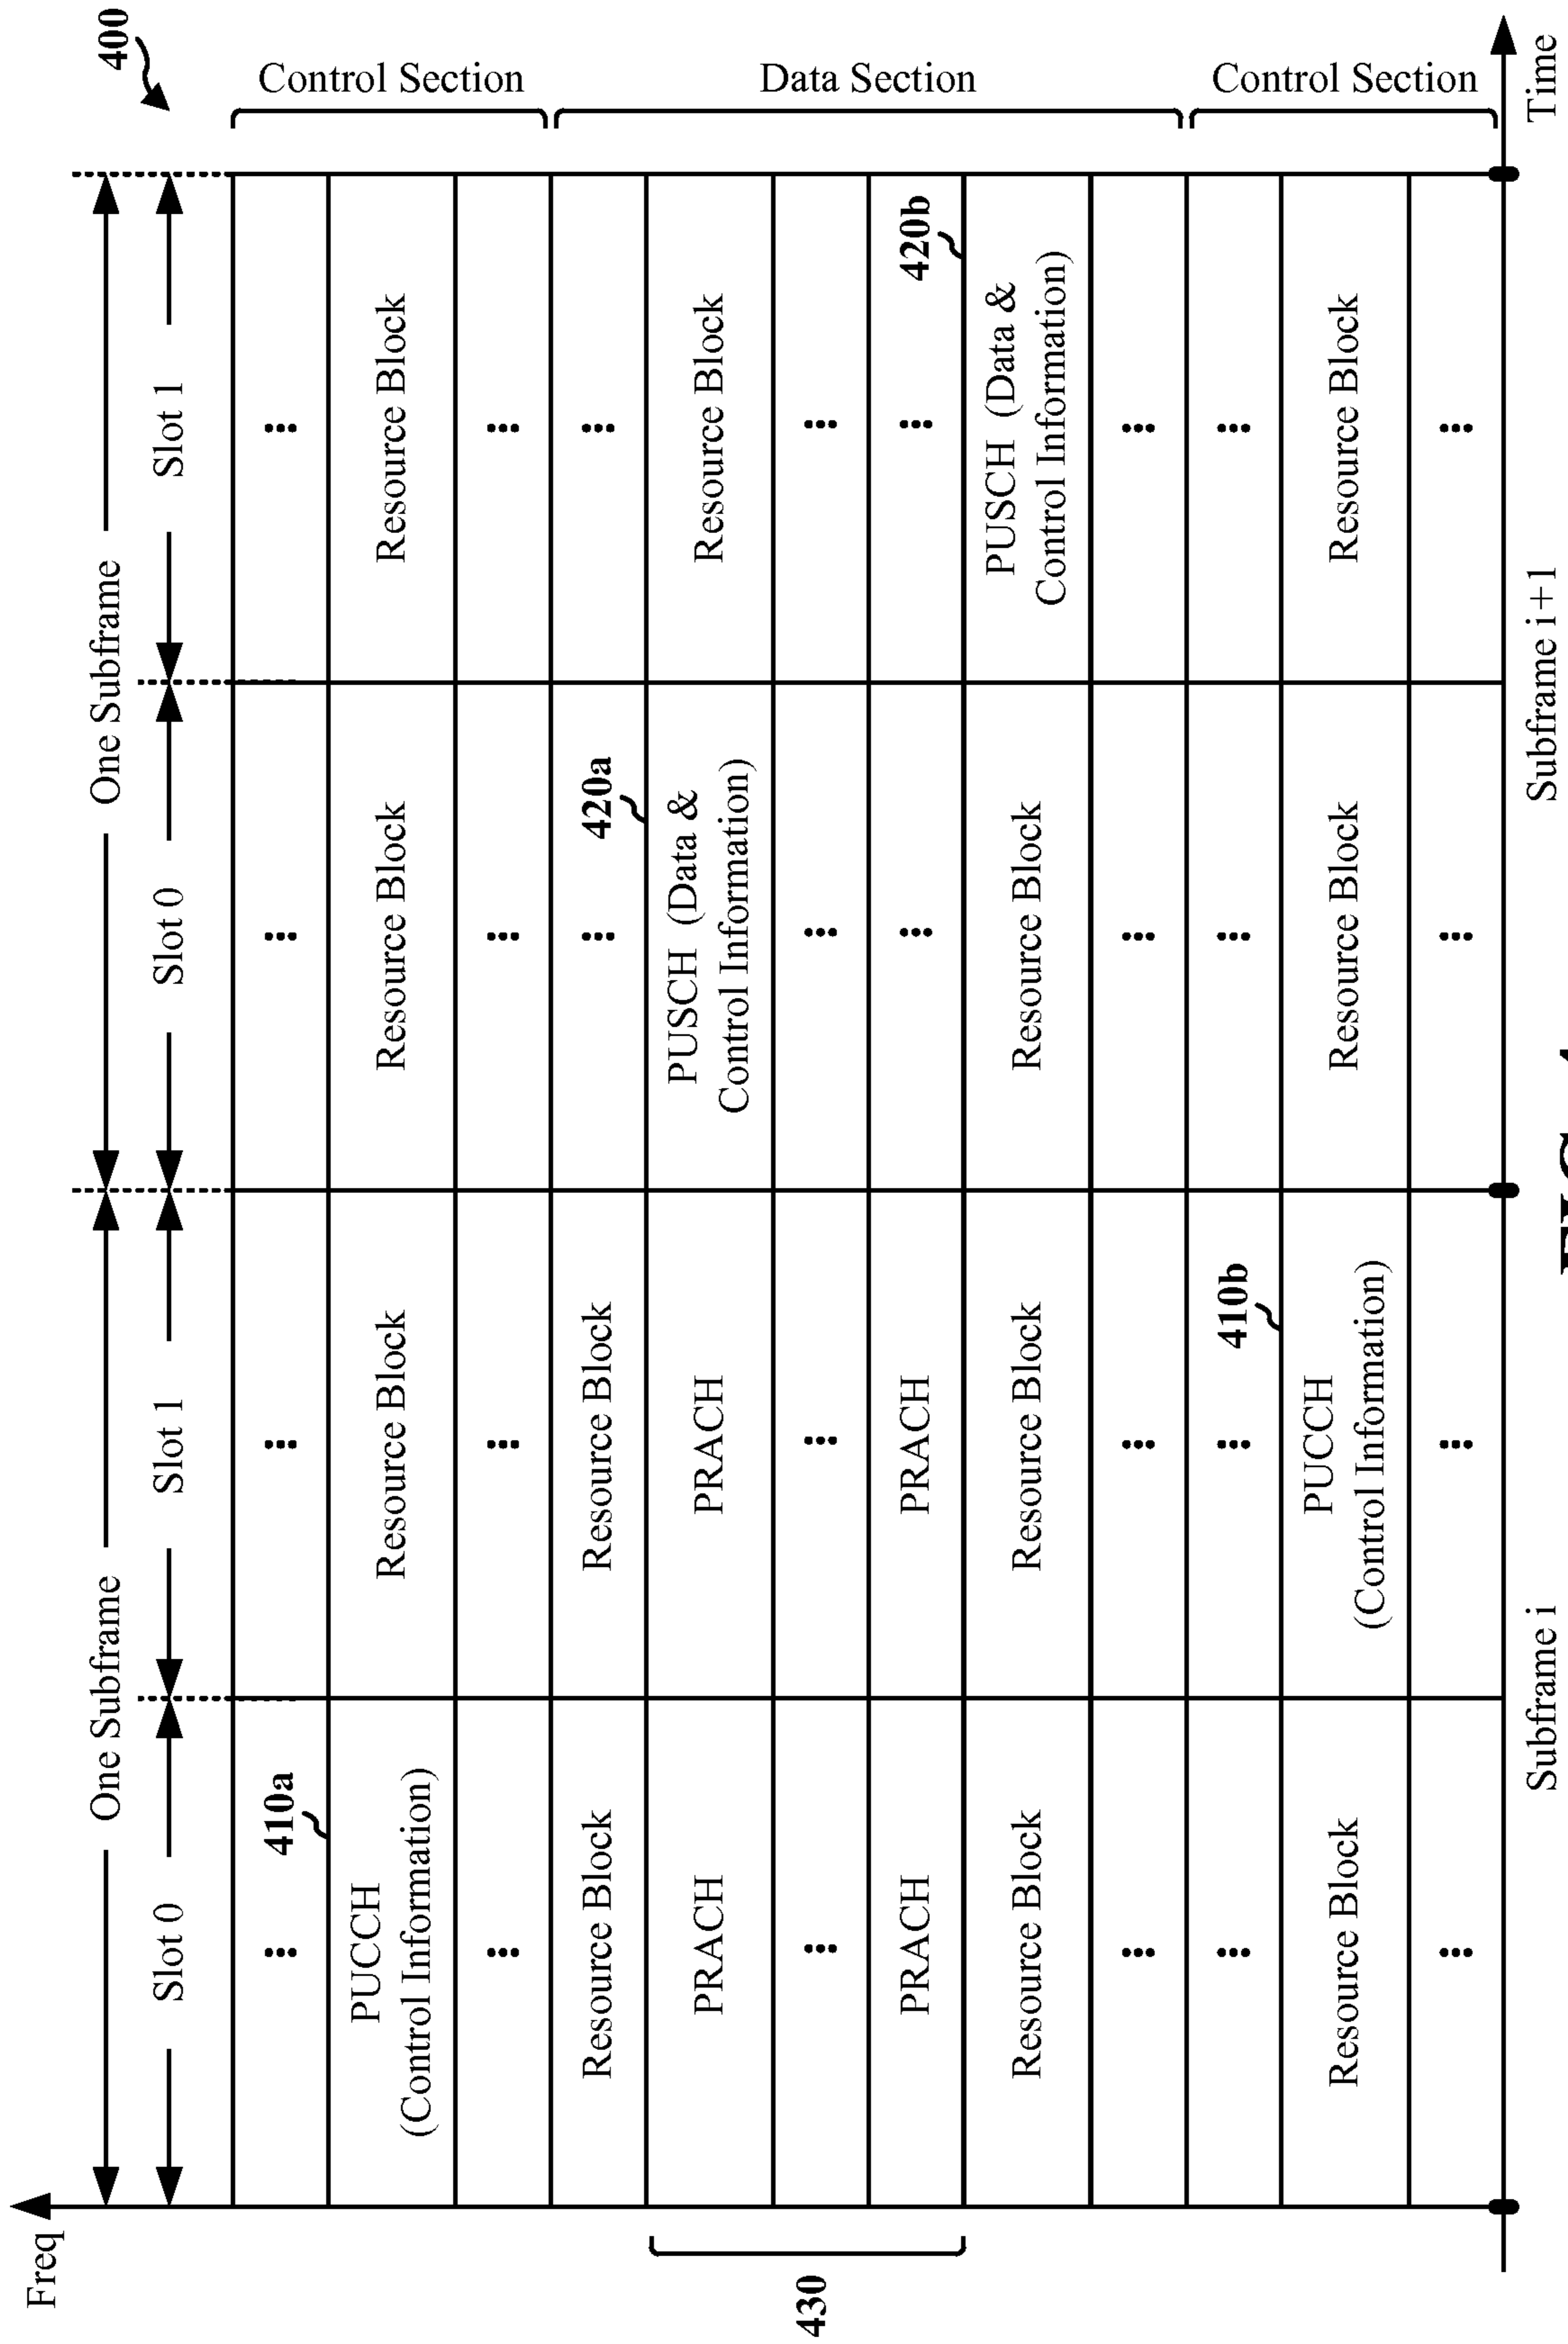 400
Freq
One Subframe
One Subframe
Slot 0
Slot 1
Slot 0
Slot 1
Control Section
Data Section
Control Section
...
...
...
...
410a
PUCCH
(Control Information)
Resource Block
Resource Block
Resource Block
...
...
...
...
Resource Block
Resource Block
...
420a
...
PRACH
PRACH
PUSCH (Data &
Control Information)
Resource Block
...
...
...
...
430
PRACH
PRACH
...
...
420b
Resource Block
Resource Block
Resource Block
PUSCH (Data &
Control Information)
...
...
...
...
...
...
410b
...
...
Resource Block
PUCCH
(Control Information)
Resource Block
Resource Block
...
...
...
...
Time
Subframe i
Subframe i+1